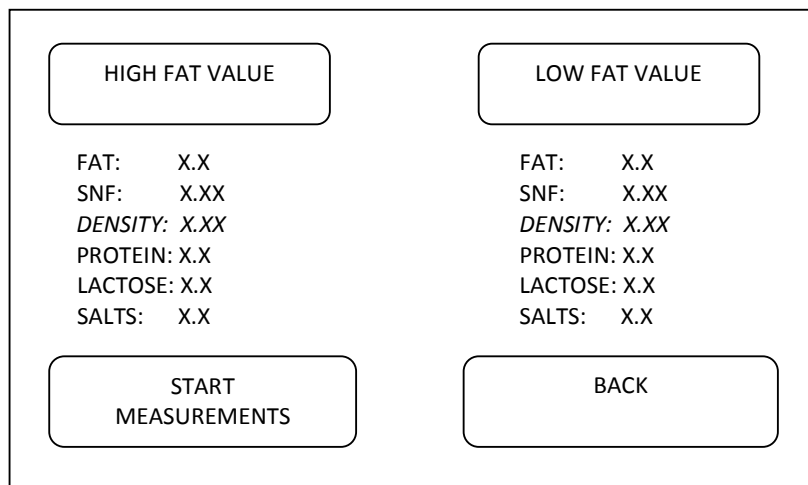 HIGH FAT VALUE
LOW FAT VALUE
FAT: X.X
SNF: X.XX
DENSITY: X.XX
PROTEIN: X.X
LACTOSE: X.X
SALTS: X.X
FAT: X.X
SNF: X.XX
DENSITY: X.XX
PROTEIN: X.X
LACTOSE: X.X
SALTS: X.X
START
MEASUREMENTS
BACK